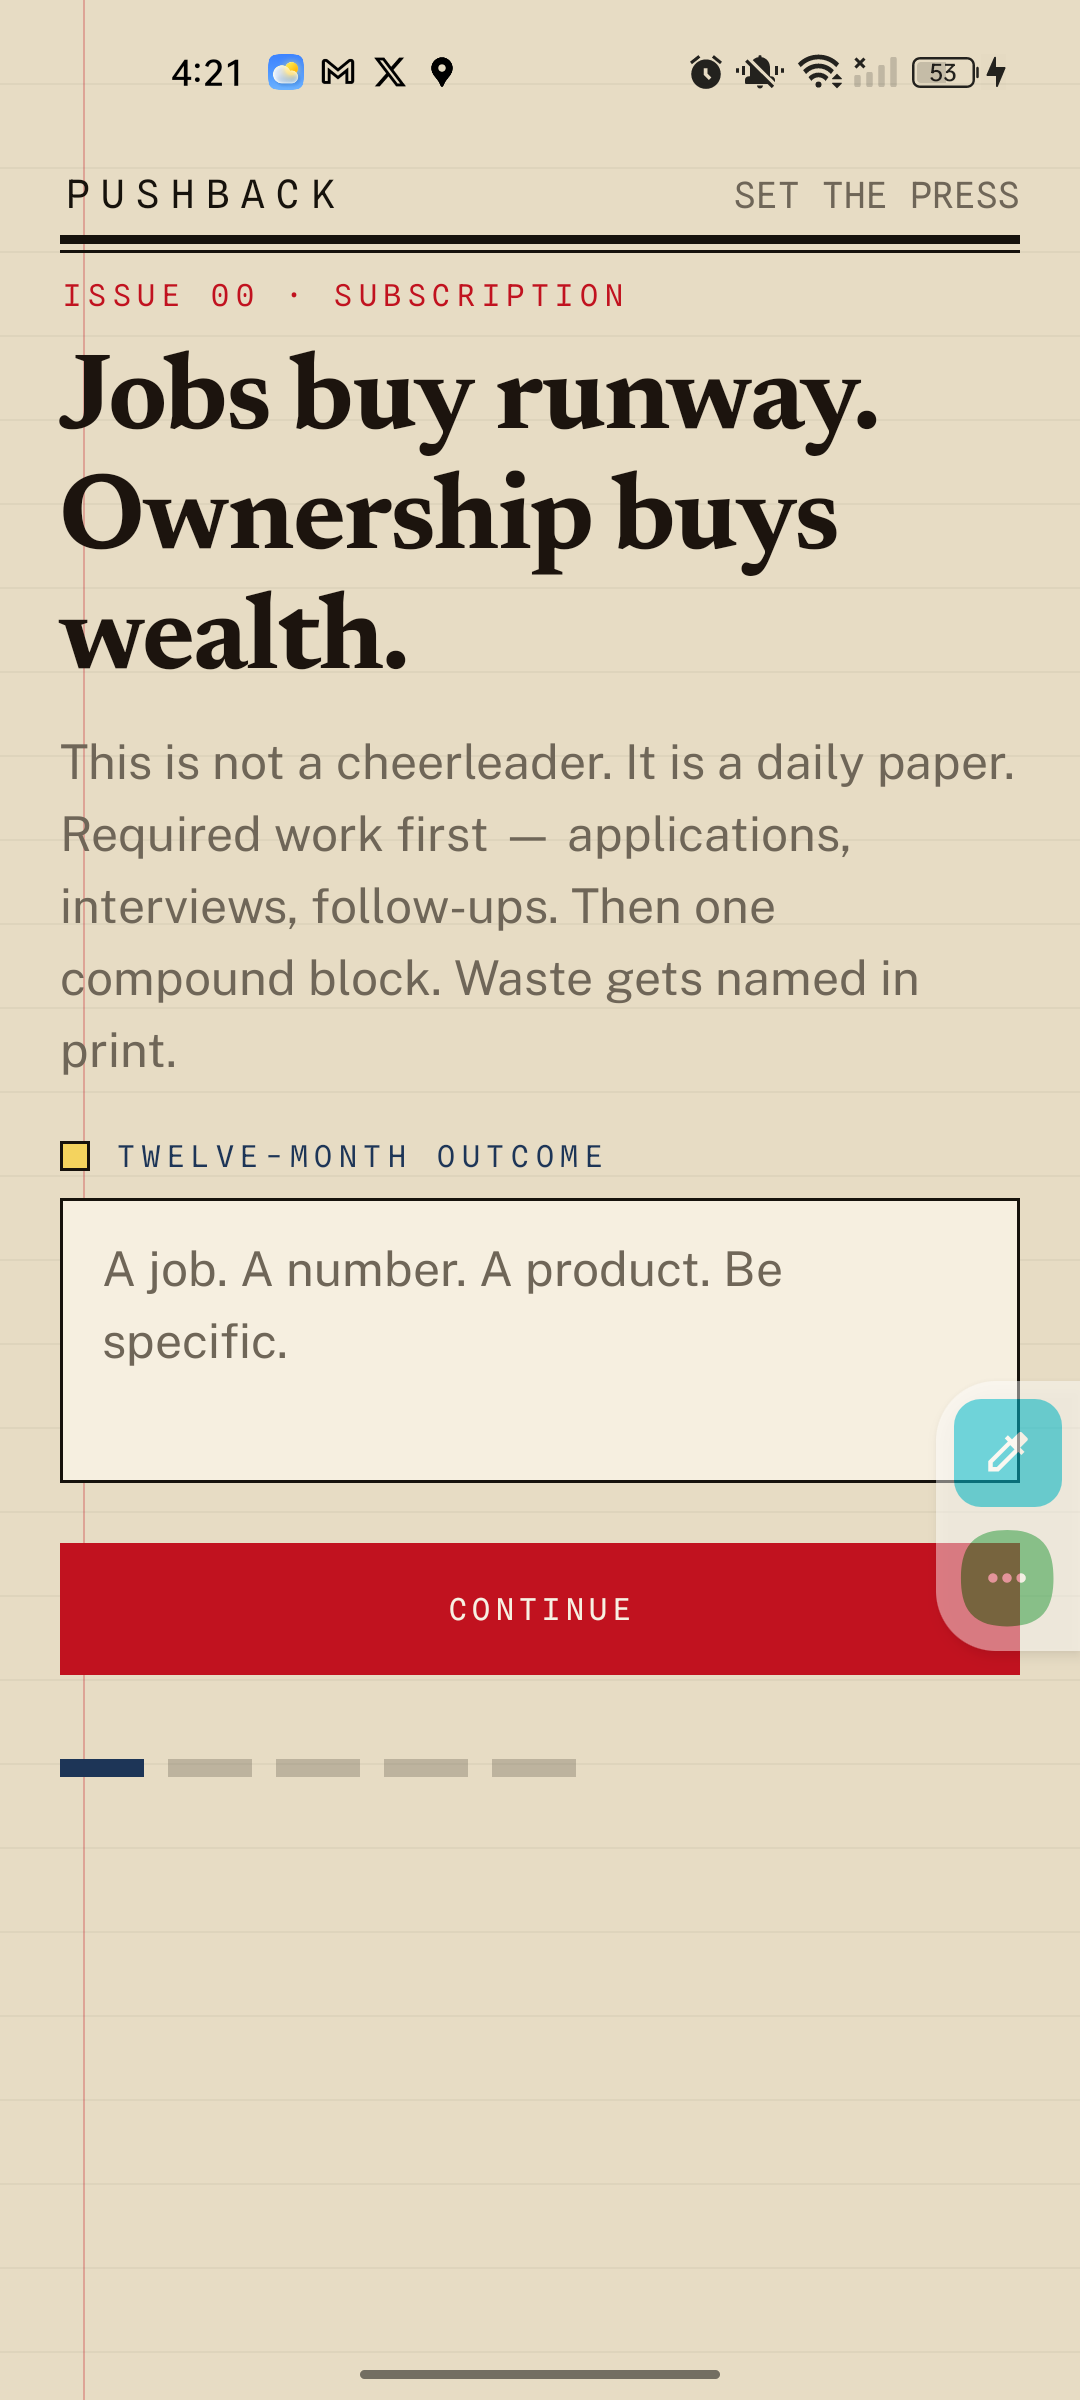 4:21
53
PUSHBACK
SET THE PRESS
ISSUE 00 · SUBSCRIPTION
Jobs buy runway.
Ownership buys
wealth.
This is not a cheerleader. It is a daily paper.
Required work first — applications,
interviews, follow-ups. Then one
compound block. Waste gets named in
print.
TWELVE-MONTH OUTCOME
A job. A number. A product. Be
specific.
CONTINUE